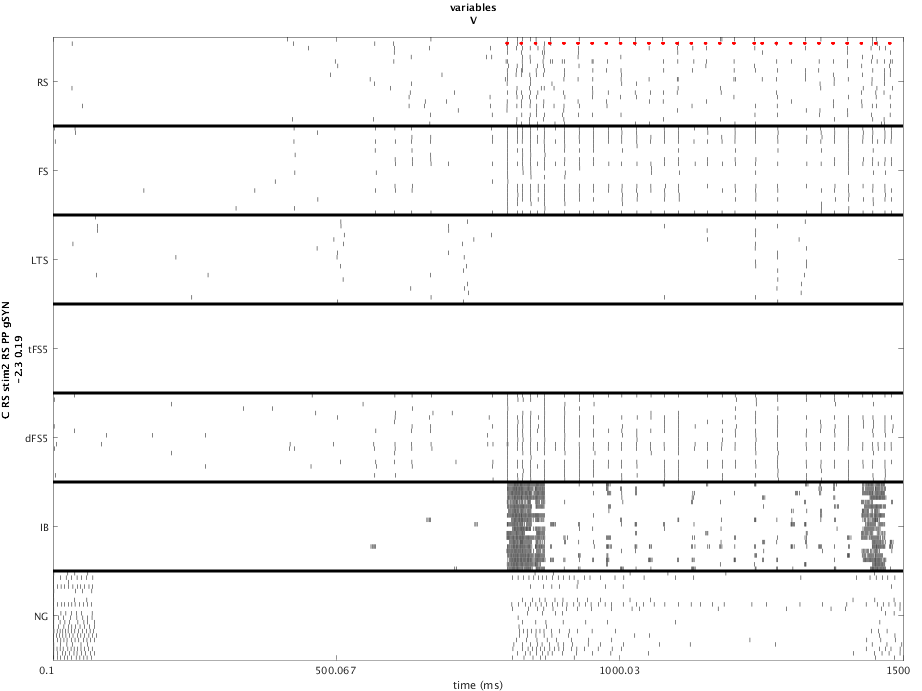 variables
V
RS
FS
LTS
tFS5
dFS5
IB
NG
C RS stim2 RS PP gSYN
-2.3 0.19
0.1
500.067
1000.03
1500
time (ms)